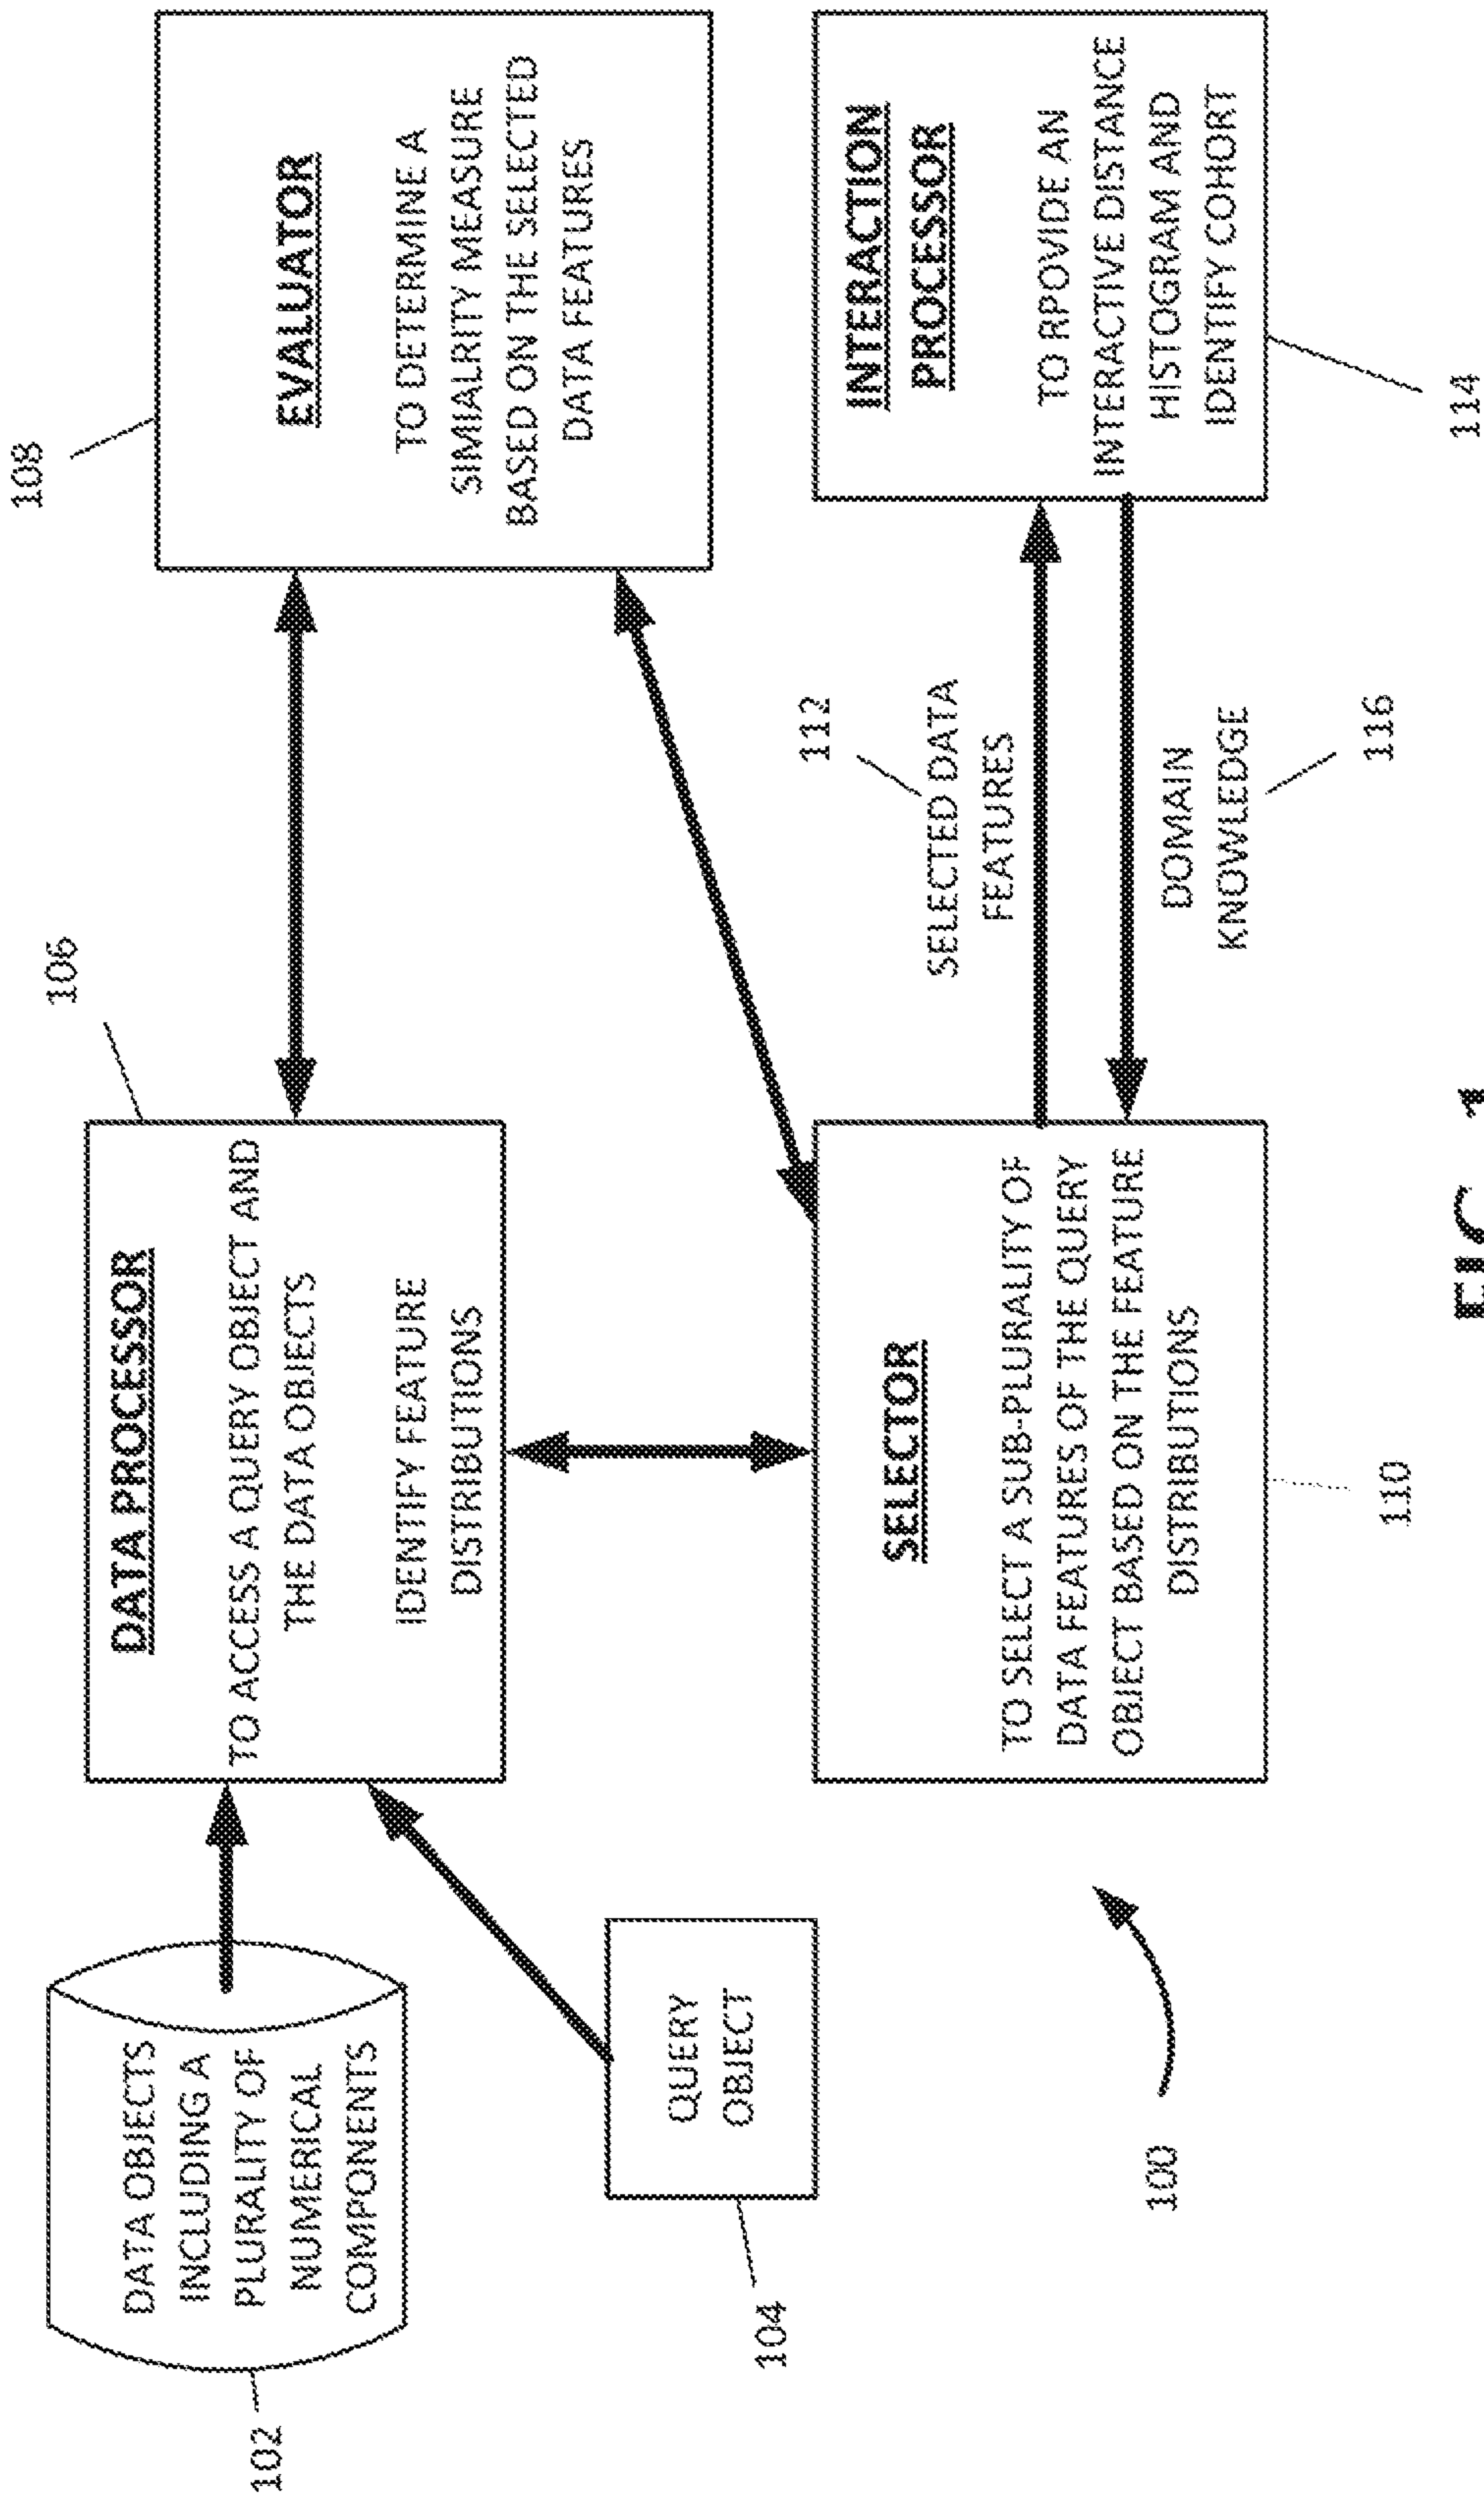 102
DATA OBJECTS
INCLUDING A
PLURALITY OF
NUMERICAL
COMPONENTS
104
QUERY
OBJECT
100
106
DATA PROCESSOR
TO ACCESS A QUERY OBJECT AND
THE DATA OBJECTS
IDENTIFY FEATURE
DISTRIBUTIONS
SELECTOR
TO SELECT A SUB-PLURALITY OF
DATA FEATURES OF THE QUERY
OBJECT BASED ON THE FEATURE
DISTRIBUTIONS
110
112
SELECTED DATA
FEATURES
DOMAIN
KNOWLEDGE
116
108
EVALUATOR
TO DETERMINE A
SIMIALRITY MEASURE
BASED ON THE SELECTED
DATA FEATURES
INTERACTION
PROCESSOR
TO RPOVIDE AN
INTERACTIVE DISTANCE
HISTOGRAM AND
IDENTIFY COHORT
114